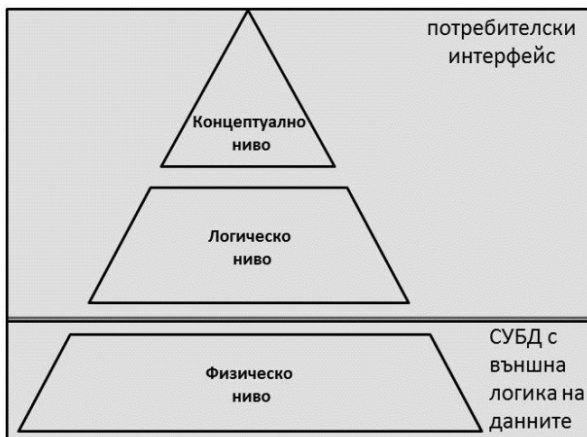 потребителски
интерфейс
Концептуално
ниво
Логическо
ниво
Физическо
ниво
СУБД с
външна
логика на
данните